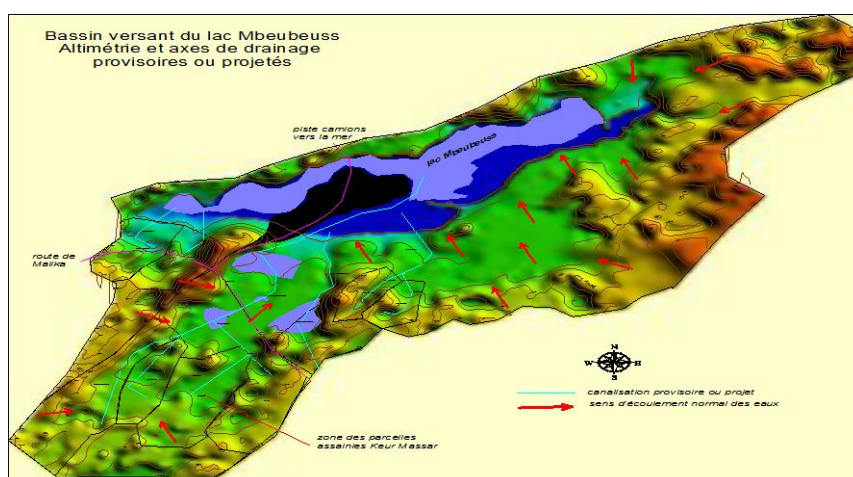 Bassin versant du lac Mbeubeuss
Altimétrie et axes de drainage
provisoires ou projetés
piste camions
vers la mer
lac Mbeubeuss
route de
Malika
N
W
E
S
canalisation provisoire ou projet
sens d'écoulement normal des eaux
zone des parcelles
assainies Keur Massar